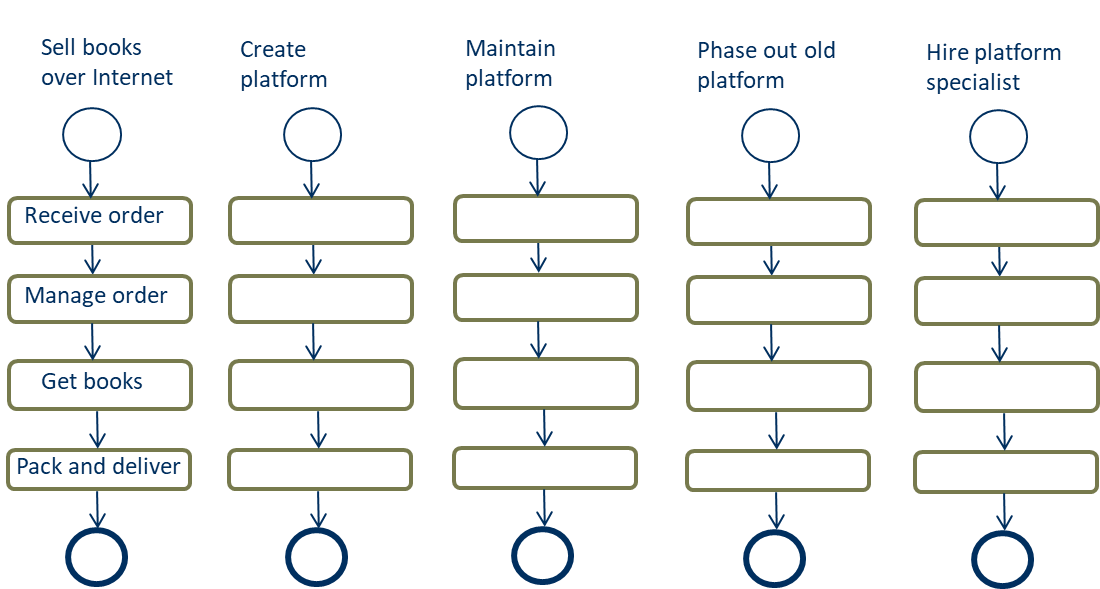 Sell books
over Internet
Create
platform
Maintain
platform
Phase out old
platform
Hire platform
specialist
Receive order
Manage order
Get books
Pack and deliver